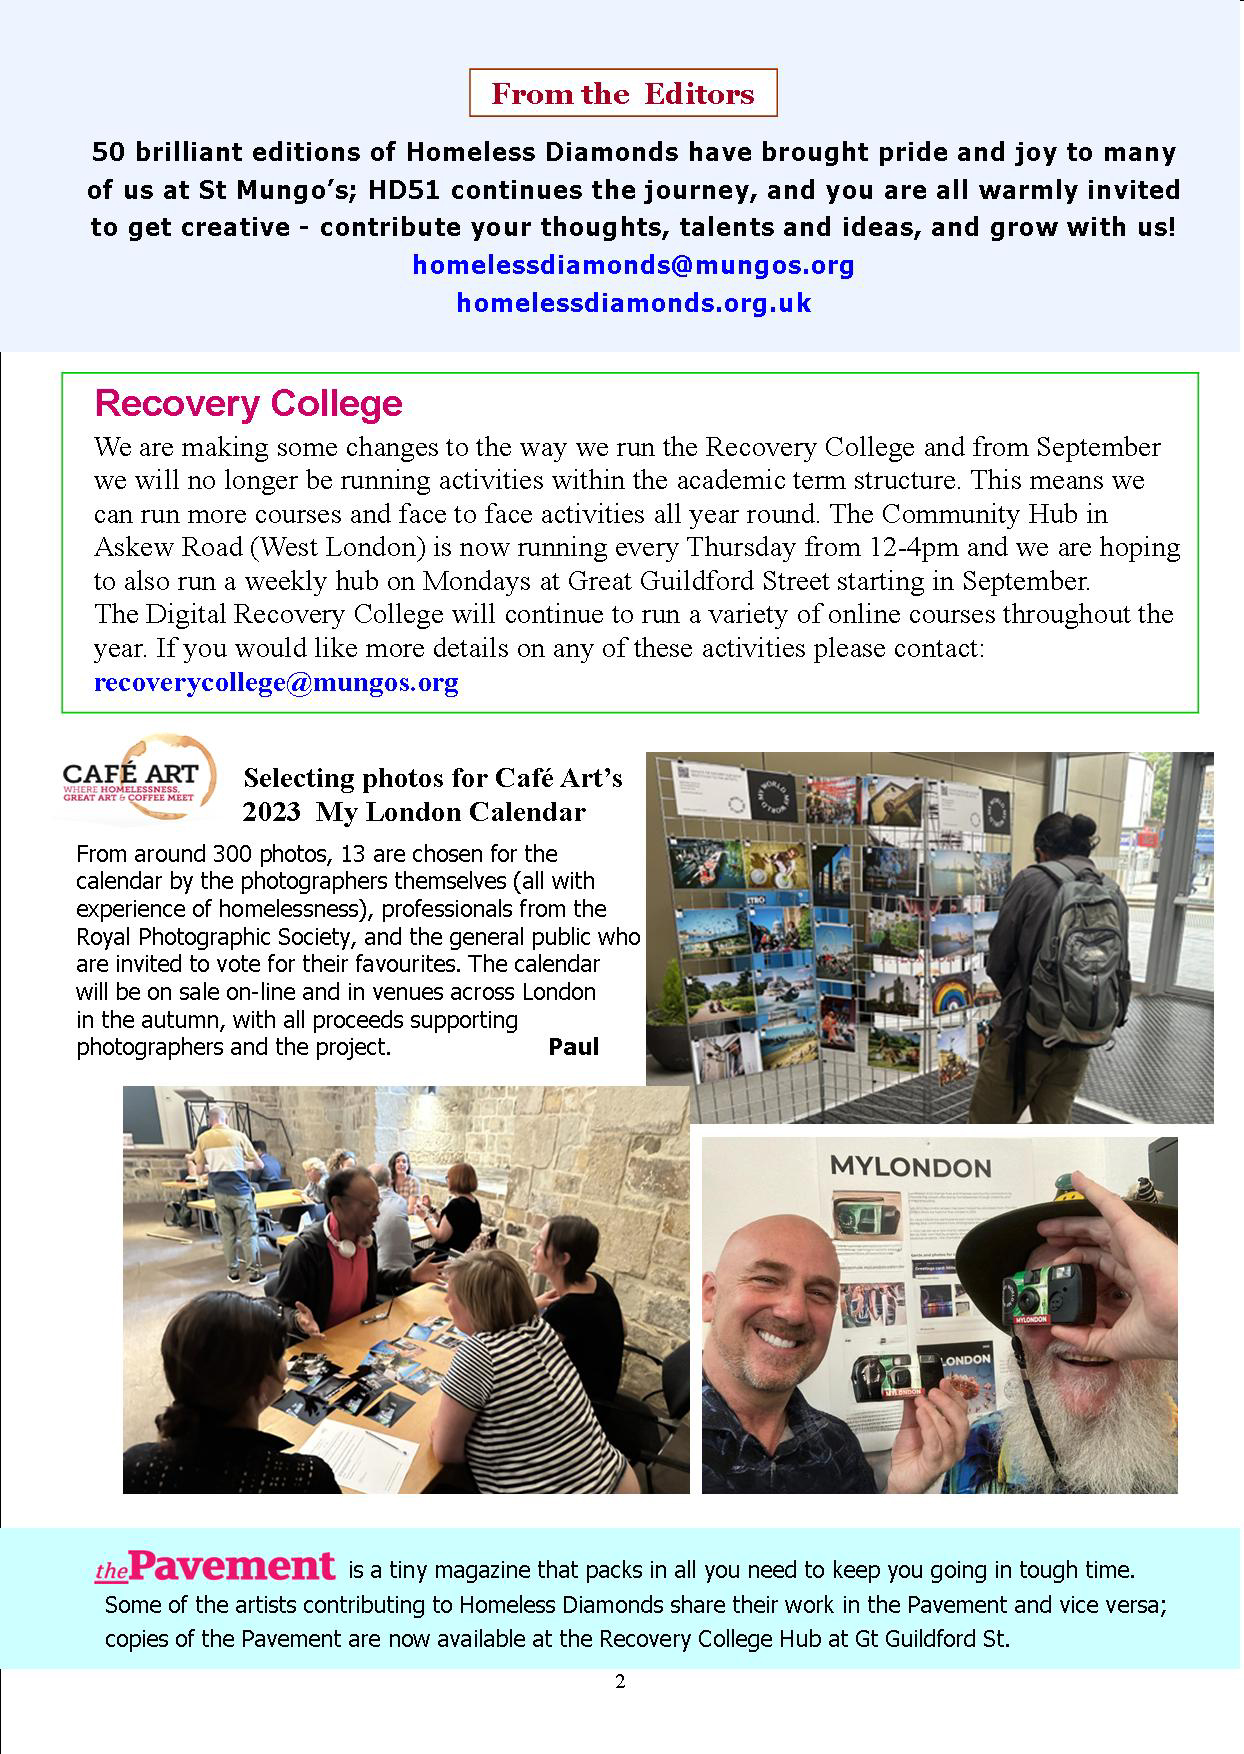 From the Editors
50 brilliant editions of Homeless Diamonds have brought pride and joy to many
of us at St Mungo’s; HD51 continues the journey, and you are all warmly invited
to get creative - contribute your thoughts, talents and ideas, and grow with us!
homelessdiamonds@mungos.org
homelessdiamonds.org.uk
Recovery College
We are making some changes to the way we run the Recovery College and from September
we will no longer be running activities within the academic term structure. This means we
can run more courses and face to face activities all year round. The Community Hub in
Askew Road (West London) is now running every Thursday from 12-4pm and we are hoping
to also run a weekly hub on Mondays at Great Guildford Street starting in September.
The Digital Recovery College will continue to run a variety of online courses throughout the
year. If you would like more details on any of these activities please contact:
recoverycollege@mungos.org
CAFÉ ART
WHERE HOMELESSNESS,
GREAT ART & COFFEE MEET
Selecting photos for Café Art’s
2023 My London Calendar
From around 300 photos, 13 are chosen for the
calendar by the photographers themselves (all with
experience of homelessness), professionals from the
Royal Photographic Society, and the general public who
are invited to vote for their favourites. The calendar
will be on sale on-line and in venues across London
in the autumn, with all proceeds supporting
photographers and the project. Paul
MY WORLD MY WORLD
MYLONDON
MYLONDON
MYLONDON
LONDON
thePavement is a tiny magazine that packs in all you need to keep you going in tough time.
Some of the artists contributing to Homeless Diamonds share their work in the Pavement and vice versa;
copies of the Pavement are now available at the Recovery College Hub at Gt Guildford St.
2